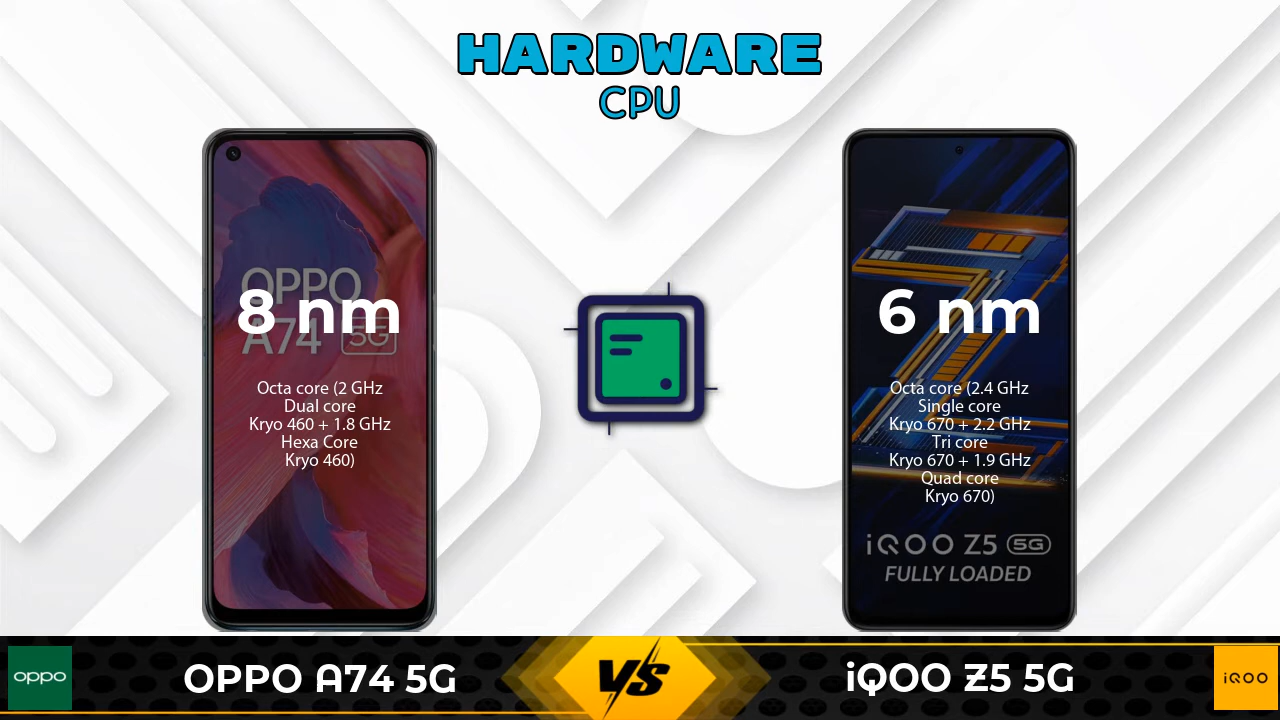 HARDWARE
CPU
OPPO
A74 5G
8 nm
Octa core (2 GHz
Dual core
Kryo 460 + 1.8 GHz
Hexa Core
Kryo 460)
6 nm
Octa core (2.4 GHz
Single core
Kryo 670 + 2.2 GHz
Tri core
Kryo 670 + 1.9 GHz
Quad core
Kryo 670)
iQOO Z5 5G
FULLY LOADED
oppo
OPPO A74 5G
VS
iQOO Z5 5G
iQOO